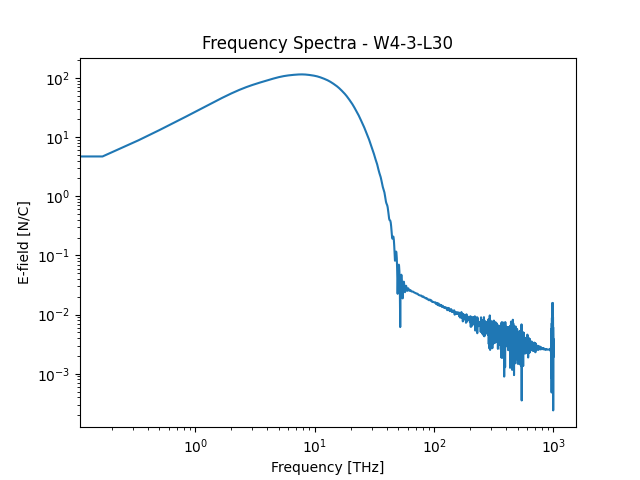 Frequency Spectra - W4-3-L30
E-field [N/C]
10²
10¹
10⁰
10⁻¹
10⁻²
10⁻³
10⁰ 10¹ 10² 10³
Frequency [THz]